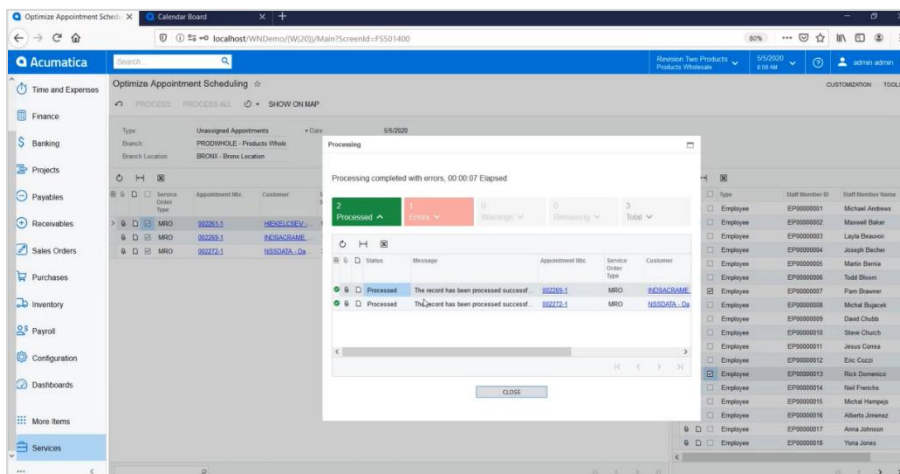 Optimize Appointment Sched X Calendar Board X +
localhost/WNDemo/(W(20))/Main?ScreenId=FS501400 80%
Acumatica Search... Revision Two Products Products Wholesale 5/5/2020 8:08 AM admin admin
Time and Expenses
Finance
Banking
Projects
Payables
Receivables
Sales Orders
Purchases
Inventory
Payroll
Configuration
Dashboards
More Items
Services
Optimize Appointment Scheduling CUSTOMIZATION TOOLS
PROCESS PROCESS ALL SHOW ON MAP
Type: Unassigned Appointments Date: 5/5/2020
Branch: PRODWHOLE - Products Whole
Branch Location: BRONX - Bronx Location
Service Order Type Appointment Nbr. Customer
MRO 002261-1 HEKELCSEV -
MRO 002269-1 INDSACRAME
MRO 002272-1 NSSDATA - Da
Processing
Processing completed with errors, 00:00:07 Elapsed
2 Processed 1 Errors 0 Warnings 0 Remaining 3 Total
Status Message Appointment Nbr. Service Order Type Customer
Processed The record has been processed successf... 002269-1 MRO INDSACRAME
Processed The record has been processed successf... 002272-1 MRO NSSDATA - Da
CLOSE
Type Staff Member ID Staff Member Name
Employee EP00000001 Michael Andrews
Employee EP00000002 Maxwell Baker
Employee EP00000003 Layla Beauvoir
Employee EP00000004 Joseph Becher
Employee EP00000005 Martin Bernia
Employee EP00000006 Todd Bloom
Employee EP00000007 Pam Brawner
Employee EP00000008 Michal Bujacek
Employee EP00000009 David Chubb
Employee EP00000010 Steve Church
Employee EP00000011 Jesus Correa
Employee EP00000012 Eric Cozzi
Employee EP00000013 Rick Domenico
Employee EP00000014 Neil Frerichs
Employee EP00000015 Michal Hampejs
Employee EP00000016 Alberto Jimenez
Employee EP00000017 Anna Johnson
Employee EP00000018 Yona Jones